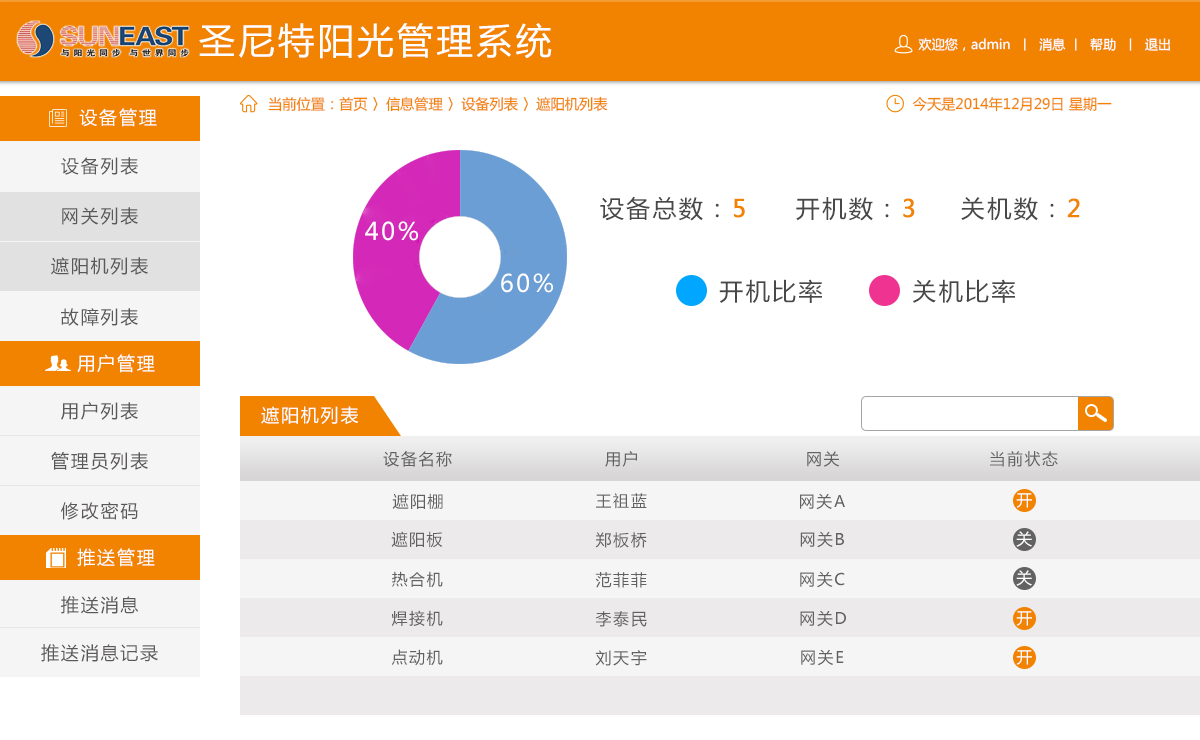 SUNEAST
与阳光同步 与世界同步
圣尼特阳光管理系统
欢迎您，admin | 消息 | 帮助 | 退出
当前位置：首页 〉信息管理 〉设备列表 〉遮阳机列表
今天是2014年12月29日 星期一
设备管理
设备列表
网关列表
遮阳机列表
故障列表
用户管理
用户列表
管理员列表
修改密码
推送管理
推送消息
推送消息记录
40%
60%
设备总数：5 开机数：3 关机数：2
开机比率 关机比率
遮阳机列表
设备名称 用户 网关 当前状态
遮阳棚 王祖蓝 网关A 开
遮阳板 郑板桥 网关B 关
热合机 范菲菲 网关C 关
焊接机 李泰民 网关D 开
点动机 刘天宇 网关E 开